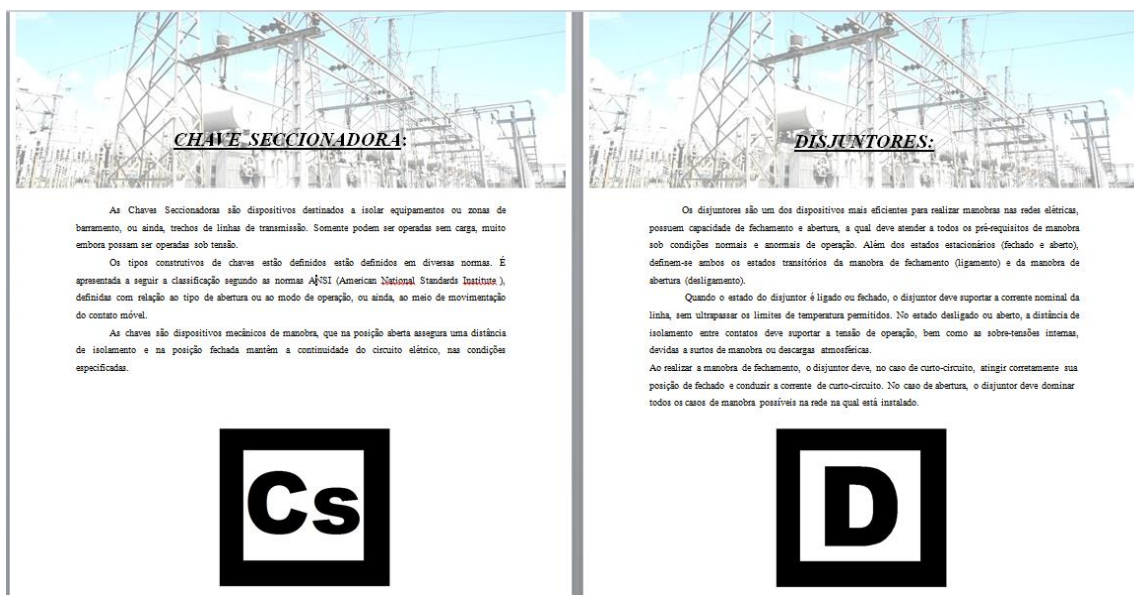 CHAVE SECCIONADORA:
As Chaves Seccionadoras são dispositivos destinados a isolar equipamentos ou zonas de
barramento, ou ainda, trechos de linhas de transmissão. Somente podem ser operadas sem carga, muito
embora possam ser operadas sob tensão.
Os tipos construtivos de chaves estão definidos estão definidos em diversas normas. É
apresentada a seguir a classificação segundo as normas ANSI (American National Standards Institute ),
definidas com relação ao tipo de abertura ou ao modo de operação, ou ainda, ao meio de movimentação
do contato móvel.
As chaves são dispositivos mecânicos de manobra, que na posição aberta assegura uma distância
de isolamento e na posição fechada mantêm a continuidade do circuito elétrico, nas condições
especificadas.
Cs
DISJUNTORES:
Os disjuntores são um dos dispositivos mais eficientes para realizar manobras nas redes elétricas,
possuem capacidade de fechamento e abertura, a qual deve atender a todos os pré-requisitos de manobra
sob condições normais e anormais de operação. Além dos estados estacionários (fechado e aberto),
definem-se ambos os estados transitórios da manobra de fechamento (ligamento) e da manobra de
abertura (desligamento).
Quando o estado do disjuntor é ligado ou fechado, o disjuntor deve suportar a corrente nominal da
linha, sem ultrapassar os limites de temperatura permitidos. No estado desligado ou aberto, a distância de
isolamento entre contatos deve suportar a tensão de operação, bem como as sobre-tensões internas,
devidas a surtos de manobra ou descargas atmosféricas.
Ao realizar a manobra de fechamento, o disjuntor deve, no caso de curto-circuito, atingir corretamente sua
posição de fechado e conduzir a corrente de curto-circuito. No caso de abertura, o disjuntor deve dominar
todos os casos de manobra possíveis na rede na qual está instalado.
D